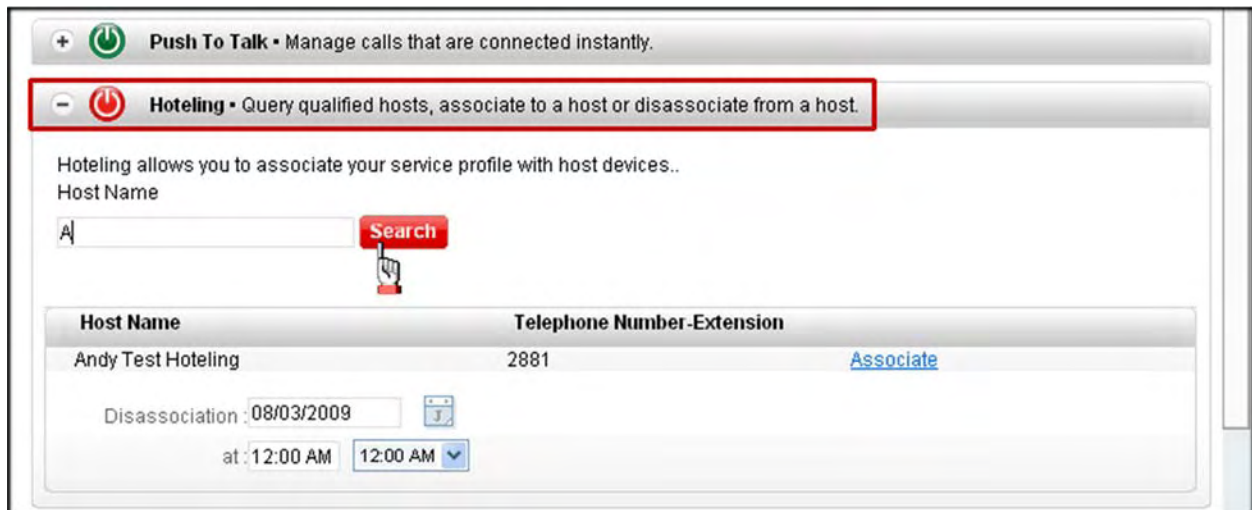 Push To Talk ▪ Manage calls that are connected instantly.
Hoteling ▪ Query qualified hosts, associate to a host or disassociate from a host.
Hoteling allows you to associate your service profile with host devices..
Host Name
A
Search
Host Name Telephone Number-Extension
Andy Test Hoteling 2881 Associate
Disassociation : 08/03/2009 J
at : 12:00 AM 12:00 AM